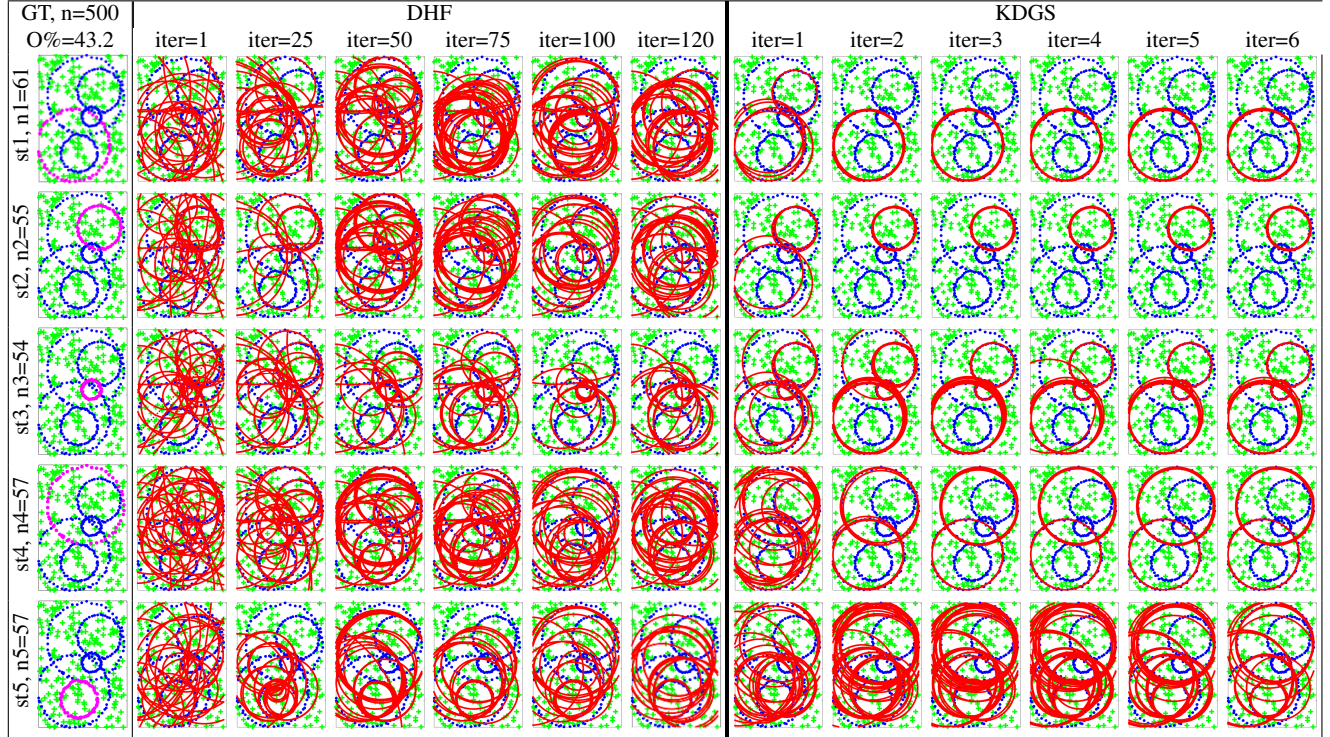 GT, n=500 DHF KDGS
O%=43.2 iter=1 iter=25 iter=50 iter=75 iter=100 iter=120 iter=1 iter=2 iter=3 iter=4 iter=5 iter=6
st1, n1=61
st2, n2=55
st3, n3=54
st4, n4=57
st5, n5=57